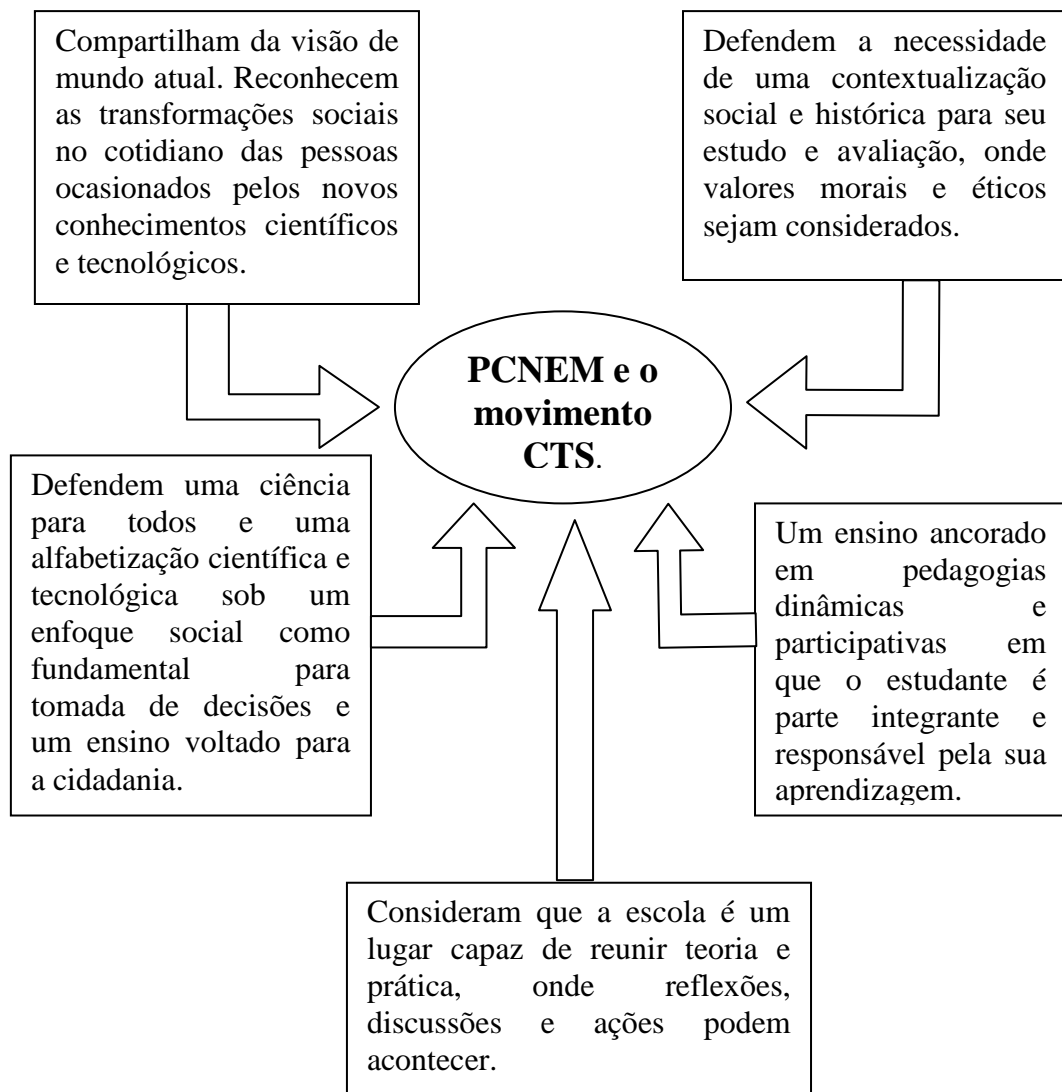 Compartilham da visão de
mundo atual. Reconhecem
as transformações sociais
no cotidiano das pessoas
ocasionados pelos novos
conhecimentos científicos
e tecnológicos.
Defendem a necessidade
de uma contextualização
social e histórica para seu
estudo e avaliação, onde
valores morais e éticos
sejam considerados.
PCNEM e o
movimento
CTS.
Defendem uma ciência
para todos e uma
alfabetização científica e
tecnológica sob um
enfoque social como
fundamental para
tomada de decisões e
um ensino voltado para
a cidadania.
Um ensino ancorado
em pedagogias
dinâmicas e
participativas em
que o estudante é
parte integrante e
responsável pela sua
aprendizagem.
Consideram que a escola é um
lugar capaz de reunir teoria e
prática, onde reflexões,
discussões e ações podem
acontecer.